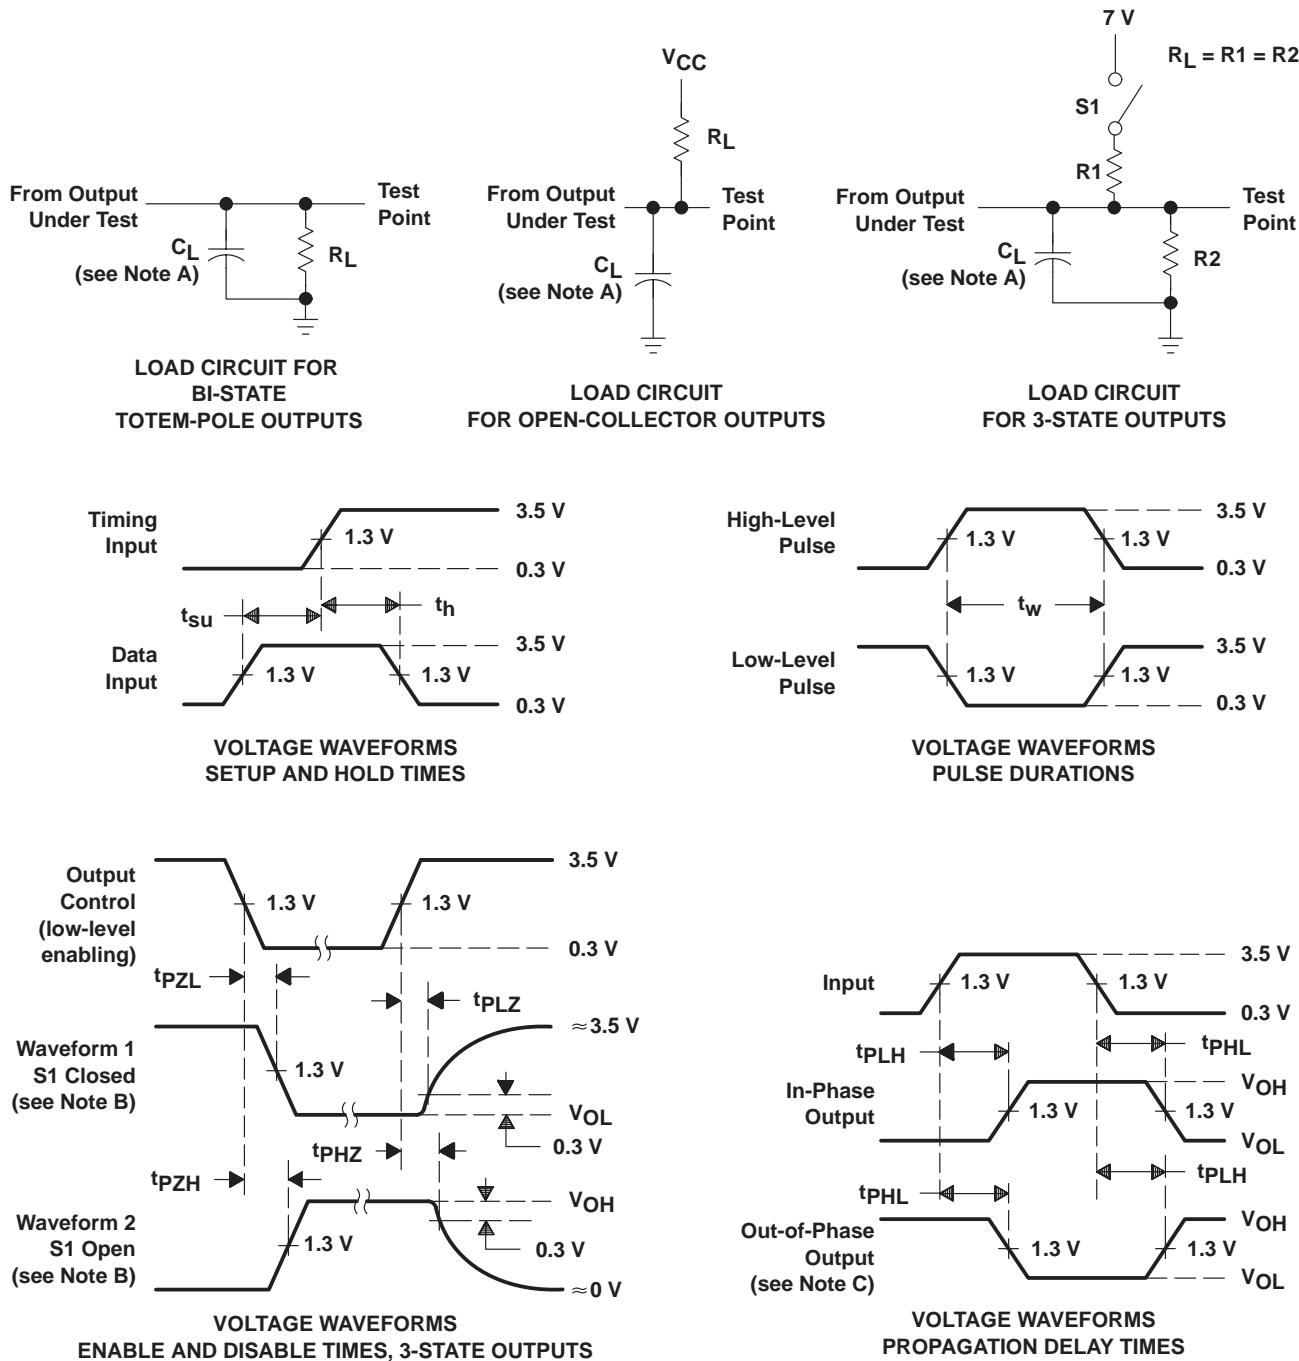 From Output
Under Test
Test
Point
CL
(see Note A)
RL
LOAD CIRCUIT FOR
BI-STATE
TOTEM-POLE OUTPUTS
VCC
RL
From Output
Under Test
Test
Point
CL
(see Note A)
LOAD CIRCUIT
FOR OPEN-COLLECTOR OUTPUTS
7 V
RL = R1 = R2
S1
R1
From Output
Under Test
Test
Point
CL
(see Note A)
R2
LOAD CIRCUIT
FOR 3-STATE OUTPUTS
Timing
Input
1.3 V
3.5 V
0.3 V
tsu
th
Data
Input
1.3 V
1.3 V
3.5 V
0.3 V
VOLTAGE WAVEFORMS
SETUP AND HOLD TIMES
High-Level
Pulse
1.3 V
1.3 V
3.5 V
0.3 V
tw
Low-Level
Pulse
1.3 V
1.3 V
3.5 V
0.3 V
VOLTAGE WAVEFORMS
PULSE DURATIONS
Output
Control
(low-level
enabling)
1.3 V
1.3 V
3.5 V
0.3 V
tPZL
tPLZ
Waveform 1
S1 Closed
(see Note B)
1.3 V
≈3.5 V
VOL
0.3 V
tPHZ
tPZH
Waveform 2
S1 Open
(see Note B)
1.3 V
VOH
0.3 V
≈0 V
VOLTAGE WAVEFORMS
ENABLE AND DISABLE TIMES, 3-STATE OUTPUTS
Input
1.3 V
1.3 V
3.5 V
0.3 V
tPLH
tPHL
In-Phase
Output
1.3 V
1.3 V
VOH
VOL
tPHL
tPLH
Out-of-Phase
Output
(see Note C)
1.3 V
1.3 V
VOH
VOL
VOLTAGE WAVEFORMS
PROPAGATION DELAY TIMES